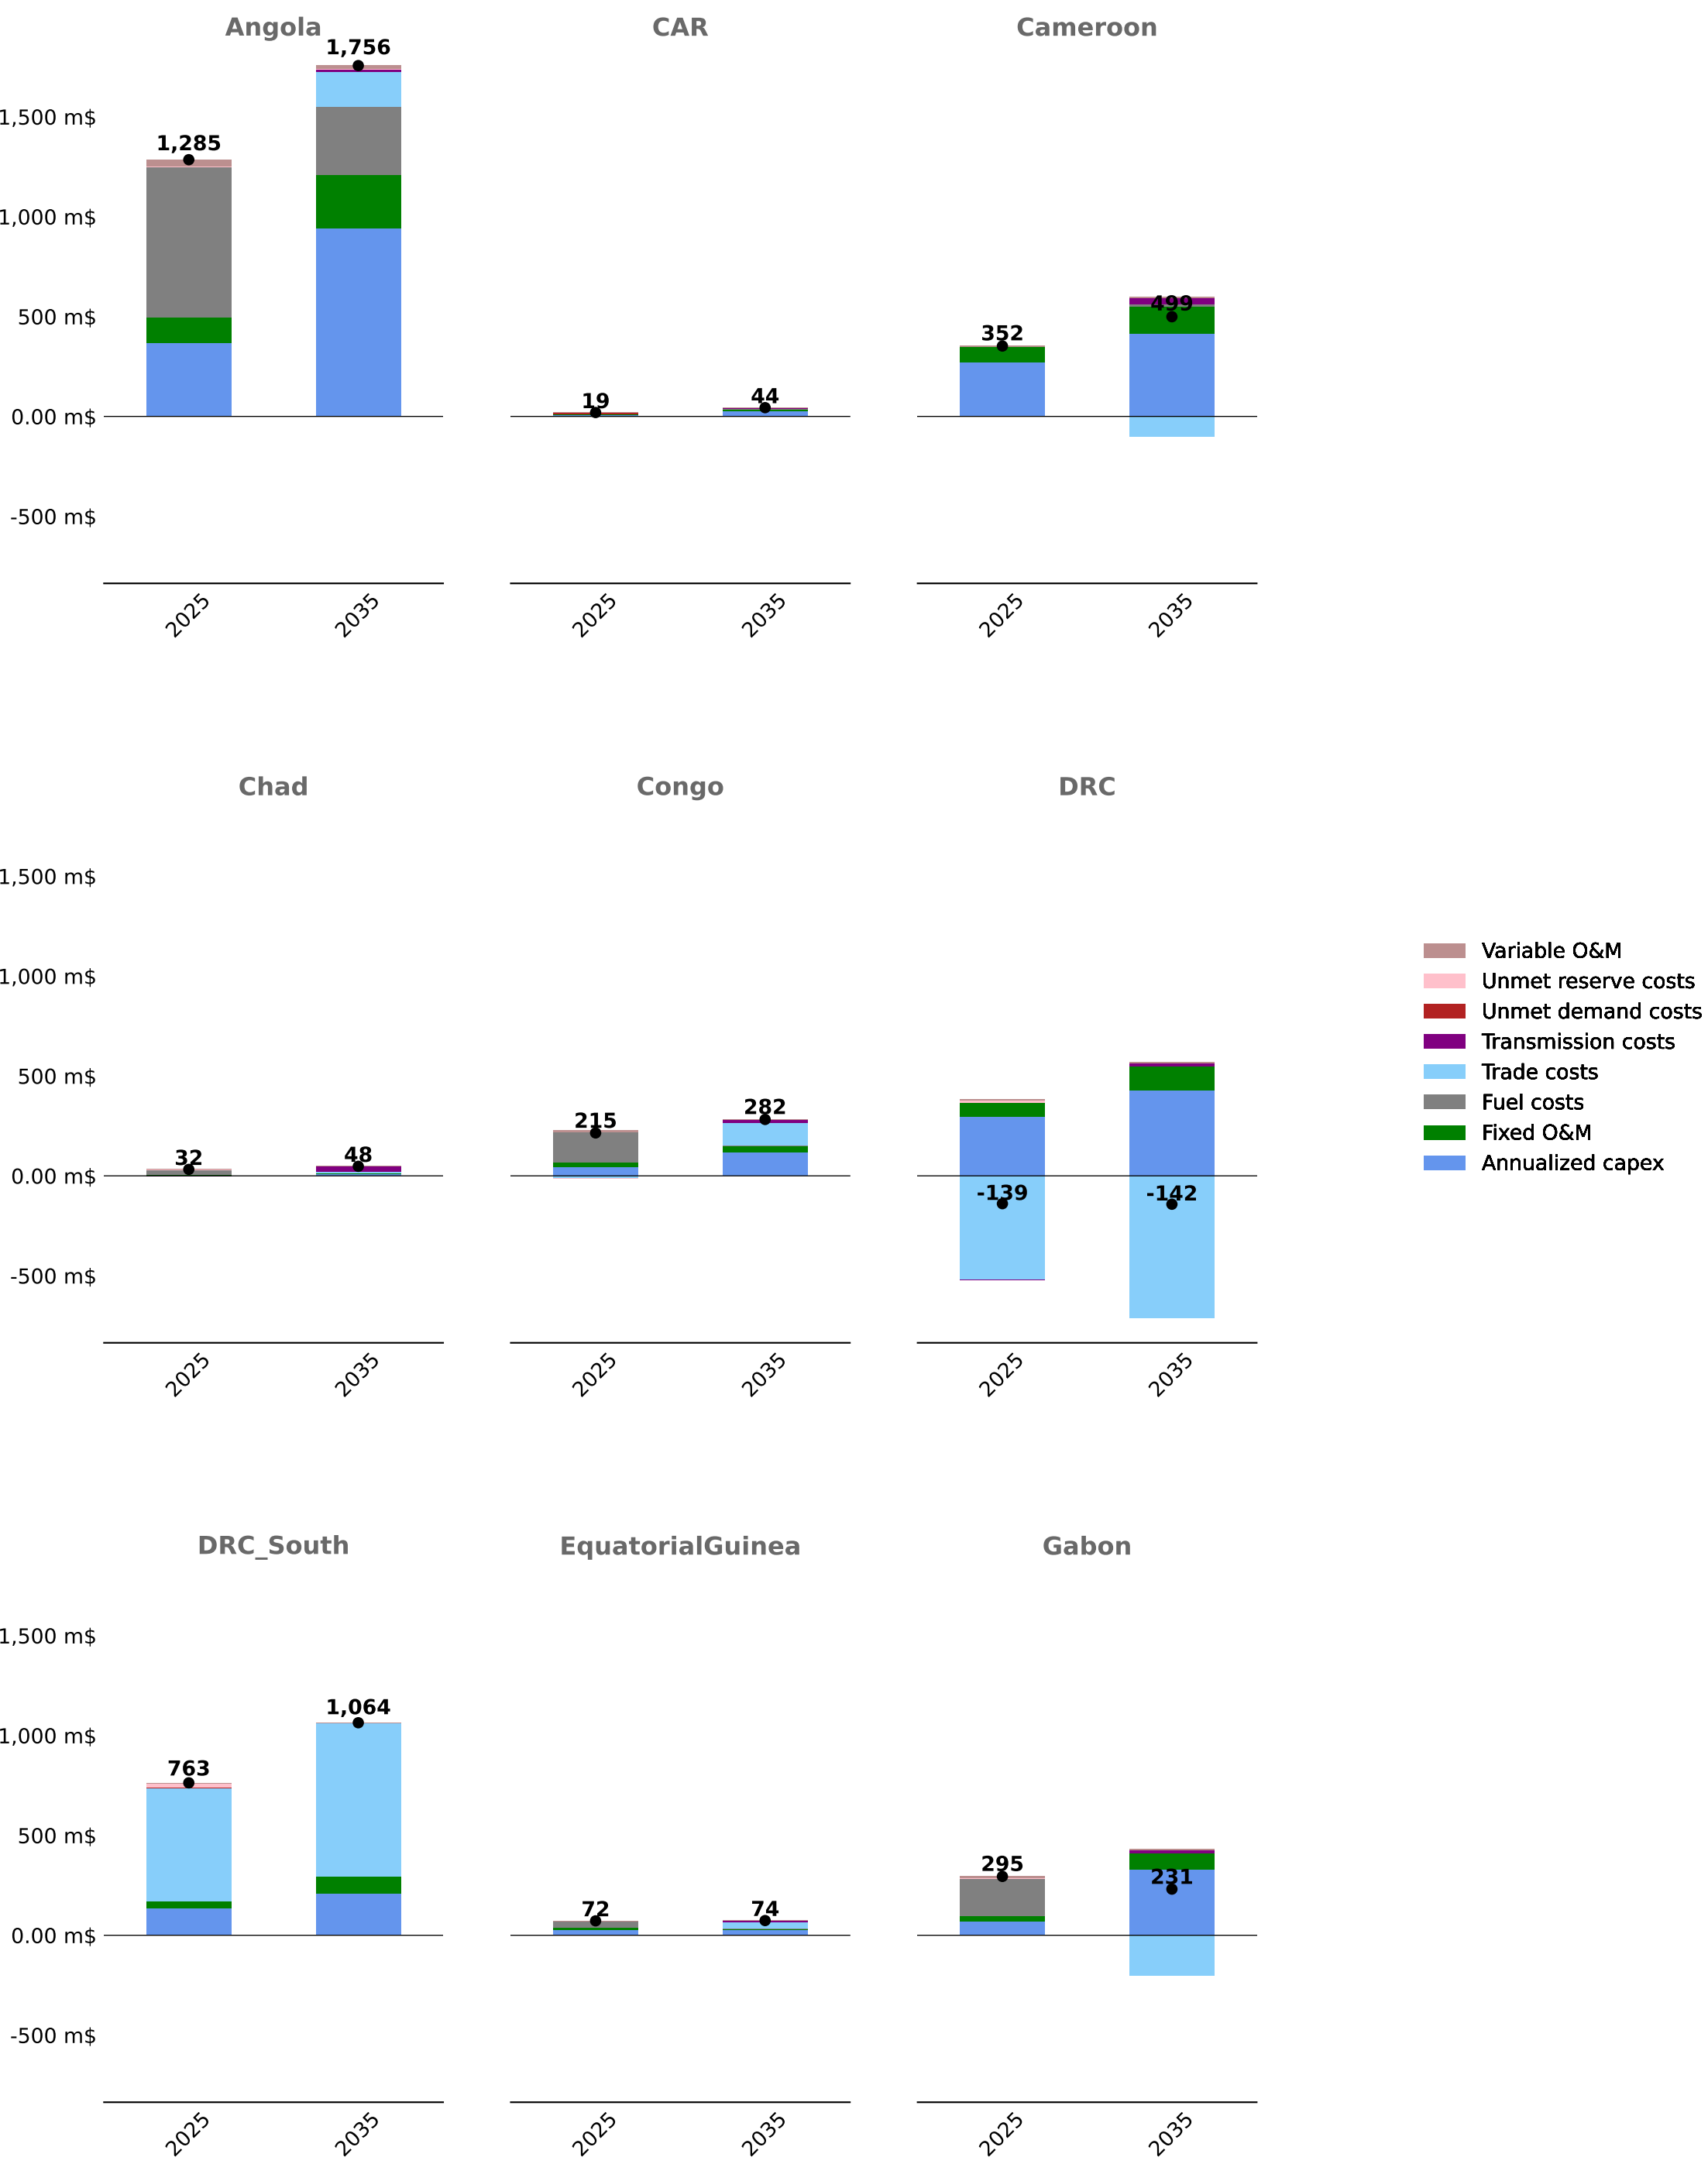 Angola
CAR
Cameroon
1,500 m$
1,000 m$
500 m$
0.00 m$
-500 m$
1,285
1,756
19
44
352
499
2025
2035
2025
2035
2025
2035
Chad
Congo
DRC
1,500 m$
1,000 m$
500 m$
0.00 m$
-500 m$
32
48
215
282
-139
-142
2025
2035
2025
2035
2025
2035
Variable O&M
Unmet reserve costs
Unmet demand costs
Transmission costs
Trade costs
Fuel costs
Fixed O&M
Annualized capex
DRC_South
EquatorialGuinea
Gabon
1,500 m$
1,000 m$
500 m$
0.00 m$
-500 m$
763
1,064
72
74
295
231
2025
2035
2025
2035
2025
2035